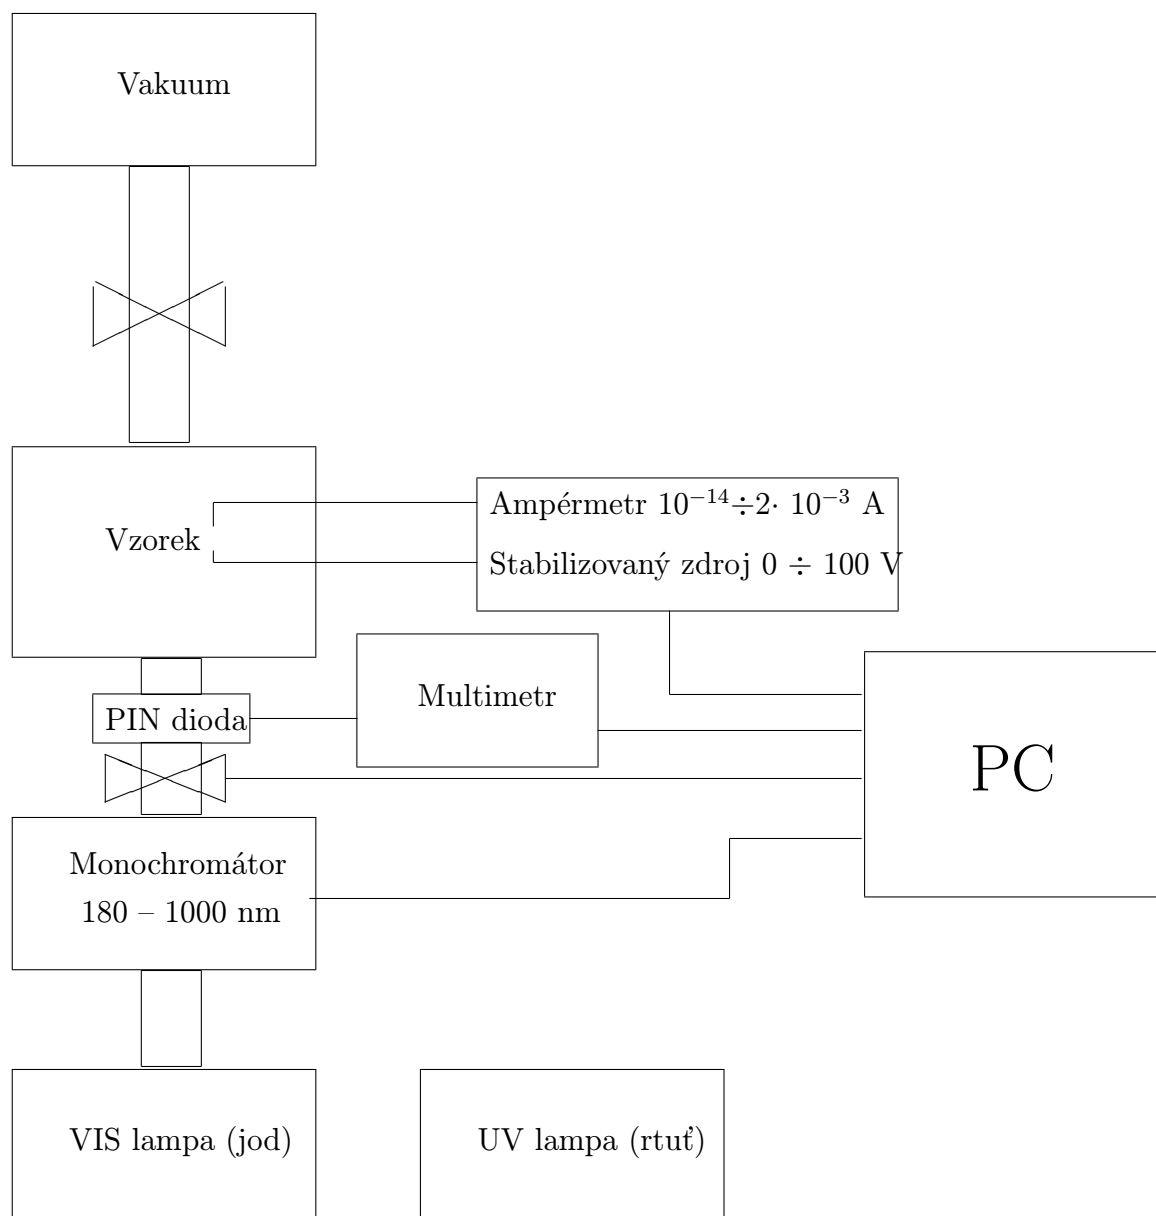 Vakuum
Vzorek
Ampérmetr 10⁻¹⁴÷2· 10⁻³ A
Stabilizovaný zdroj 0 ÷ 100 V
Multimetr
PIN dioda
PC
Monochromátor
180 – 1000 nm
VIS lampa (jod)
UV lampa (rtuť)